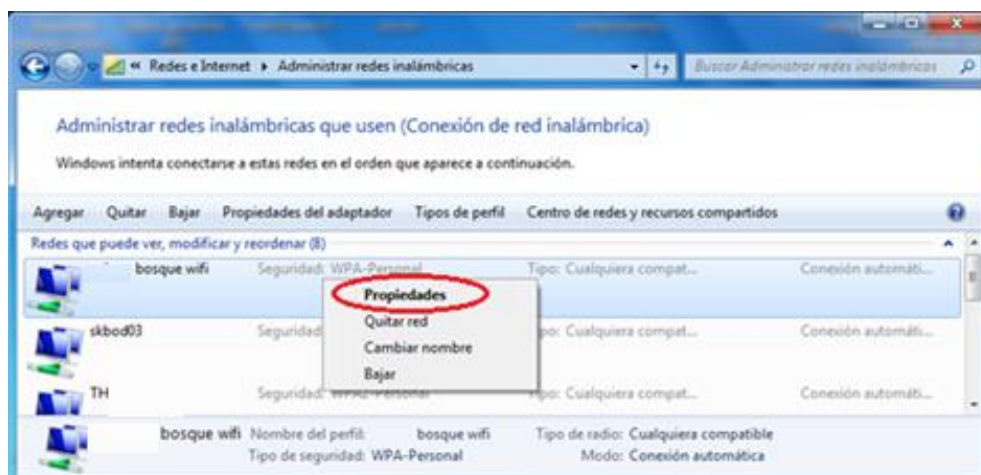 « Redes e Internet ▸ Administrar redes inalámbricas
Buscar Administrar redes inalámbricas
Administrar redes inalámbricas que usen (Conexión de red inalámbrica)
Windows intenta conectarse a estas redes en el orden que aparece a continuación.
Agregar Quitar Bajar Propiedades del adaptador Tipos de perfil Centro de redes y recursos compartidos
Redes que puede ver, modificar y reordenar (8)
bosque wifi Seguridad: WPA-Personal Tipo: Cualquiera compat... Conexión automáti...
Propiedades
Quitar red
Cambiar nombre
Bajar
skbod03 Seguridad Tipo: Cualquiera compat... Conexión automáti...
TH Seguridad: WPA2-Personal Tipo: Cualquiera compat... Conexión automáti...
bosque wifi Nombre del perfil: bosque wifi Tipo de radio: Cualquiera compatible
Tipo de seguridad: WPA-Personal Modo: Conexión automática